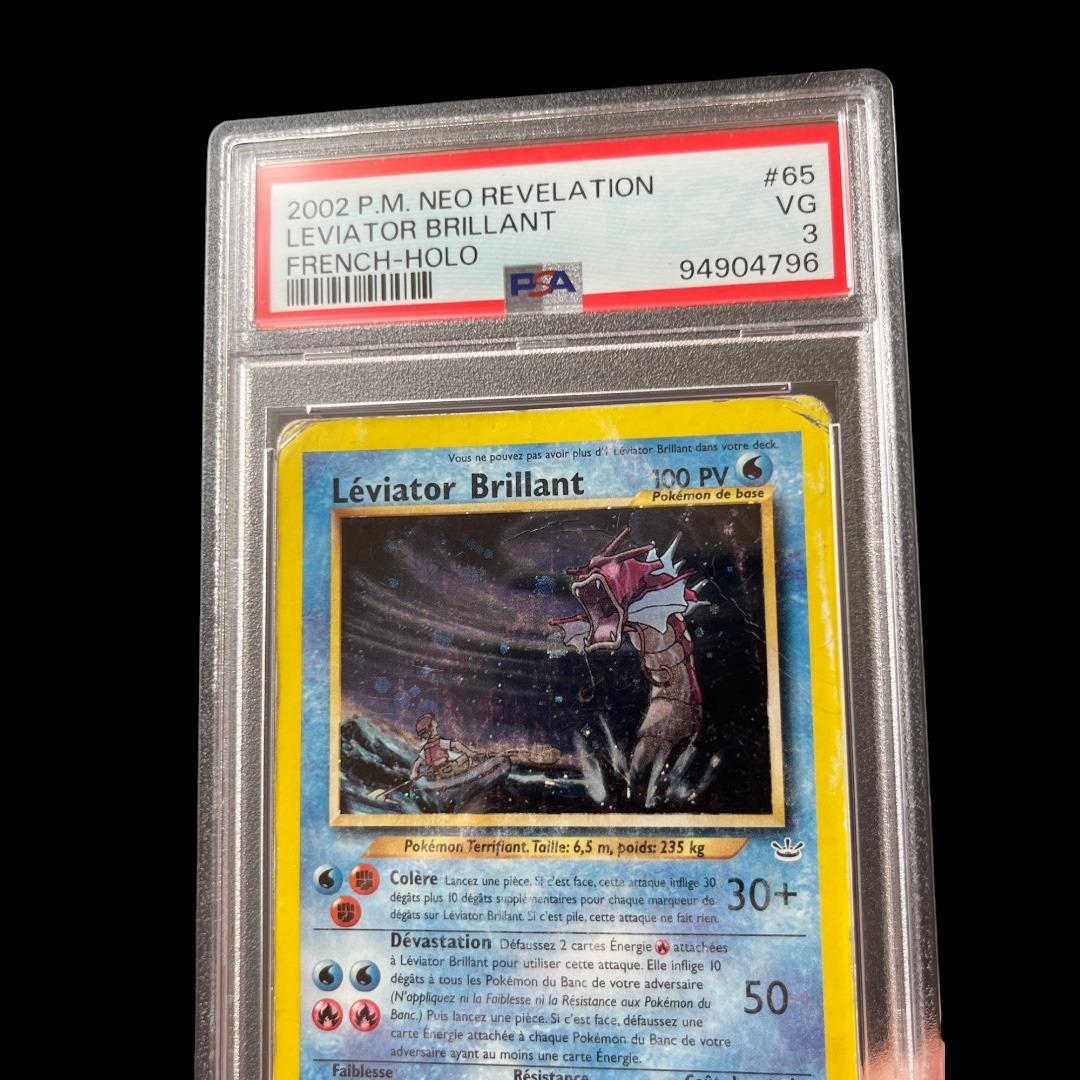 2002 P.M. NEO REVELATION
#65
LEVIATOR BRILLANT
VG
FRENCH-HOLO
3
PSA
94904796
Vous ne pouvez pas avoir plus d'1 Léviator Brillant dans votre deck.
Léviator Brillant
100 PV
Pokémon de base
Pokémon Terrifiant. Taille: 6,5 m, poids: 235 kg
Colère Lancez une pièce. Si c'est face, cette attaque inflige 30
dégâts plus 10 dégâts supplémentaires pour chaque marqueur de
dégâts sur Léviator Brillant. Si c'est pile, cette attaque ne fait rien.
30+
Dévastation Défaussez 2 cartes Énergie attachées
à Léviator Brillant pour utiliser cette attaque. Elle inflige 10
dégâts à tous les Pokémon du Banc de votre adversaire
(N'appliquez ni la Faiblesse ni la Résistance aux Pokémon du
Banc.) Puis lancez une pièce. Si c'est face, défaussez une
carte Énergie attachée à chaque Pokémon du Banc de votre
adversaire ayant au moins une carte Énergie.
50
Faiblesse
Résistance